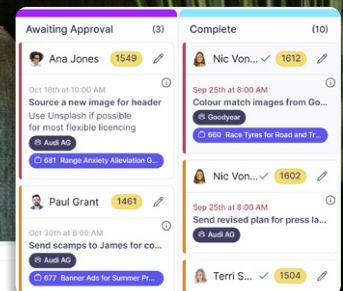 Awaiting Approval (3)
Ana Jones 1549
Oct 18th at 10:00 AM
Source a new image for header
Use Unsplash if possible
for most flexible licencing
Audi AG
681 Range Anxiety Alleviation G...
Paul Grant 1461
Oct 30th at 8:00 AM
Send scamps to James for co...
Audi AG
677 Banner Ads for Summer Pr...
Complete (10)
Nic Von... 1612
Sep 25th at 8:00 AM
Colour match images from Go...
Goodyear
660 Race Tyres for Road and Tr...
Nic Von... 1602
Sep 25th at 8:00 AM
Send revised plan for press la...
Audi AG
Terri S... 1504